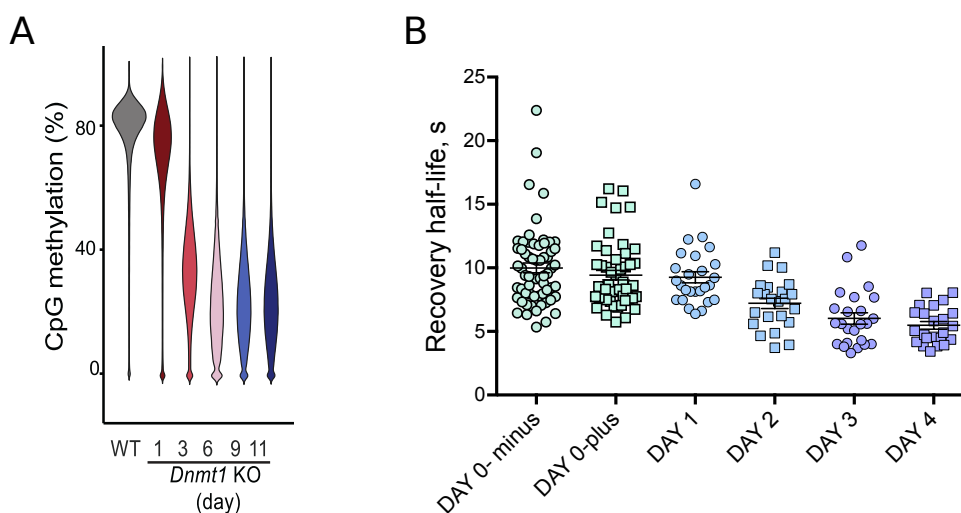 A
CpG methylation (%)
80
40
0
WT 1 3 6 9 11
Dnmt1 KO
(day)
B
Recovery half-life, s
25
20
15
10
5
0
DAY 0- minus
DAY 0-plus
DAY 1
DAY 2
DAY 3
DAY 4